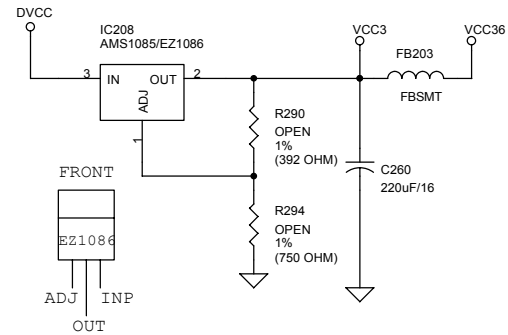 DVCC
IC208
AMS1085/EZ1086
VCC3
VCC36
FB203
FBSMT
3
IN
OUT
2
ADJ
1
R290
OPEN
1%
(392 OHM)
C260
220uF/16
R294
OPEN
1%
(750 OHM)
FRONT
EZ1086
ADJ
INP
OUT